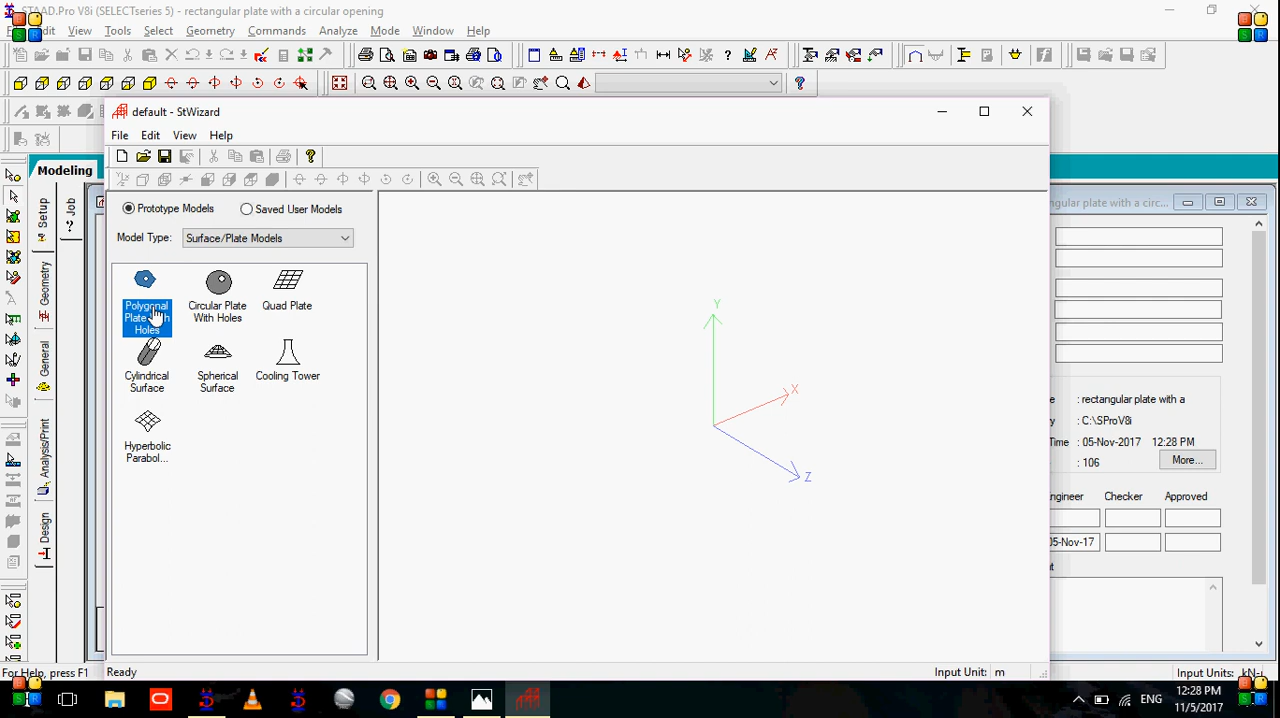 STAAD.Pro V8i (SELECTseries 5) - rectangular plate with a circular opening
Edit View Tools Select Geometry Commands Analyze Mode Window Help
default - StWizard
File Edit View Help
Modeling
Setup
Job
Geometry
General
Analysis/Print
Design
Prototype Models
Saved User Models
Model Type: Surface/Plate Models
Polygonal Plate With Holes
Circular Plate With Holes
Quad Plate
Cylindrical Surface
Spherical Surface
Cooling Tower
Hyperbolic Parabol...
Y
X
Z
ngular plate with a circ...
e : rectangular plate with a
y : C:\SProV8i
Time : 05-Nov-2017 12:28 PM
: 106 More...
ngineer Checker Approved
05-Nov-17
nt
Ready
Input Unit: m
For Help, press F1
Input Units: kN-
ENG
12:28 PM
11/5/2017